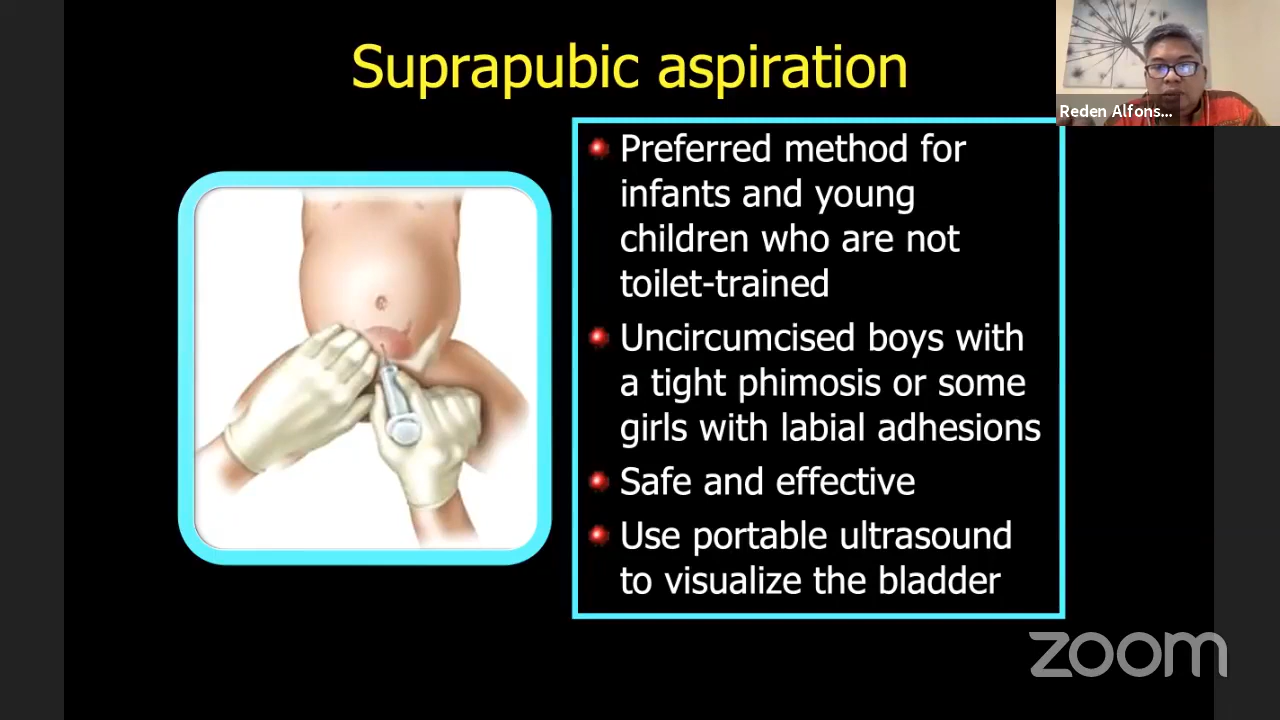 Suprapubic aspiration
Reden Alfons...
Preferred method for
infants and young
children who are not
toilet-trained
Uncircumcised boys with
a tight phimosis or some
girls with labial adhesions
Safe and effective
Use portable ultrasound
to visualize the bladder
zoom